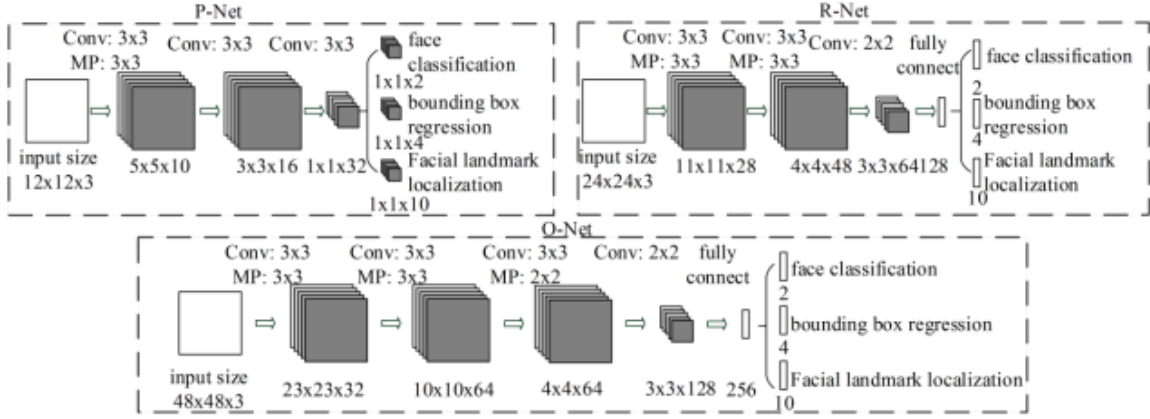 P-Net
Conv: 3x3
MP: 3x3
Conv: 3x3
Conv: 3x3
face
classification
1x1x2
bounding box
regression
1x1x4
Facial landmark
localization
1x1x10
input size
12x12x3
5x5x10
3x3x16
1x1x32
R-Net
Conv: 3x3
MP: 3x3
Conv: 3x3
MP: 3x3
Conv: 2x2
fully
connect
face classification
2
bounding box
regression
4
Facial landmark
localization
10
input size
24x24x3
11x11x28
4x4x48
3x3x64
128
O-Net
Conv: 3x3
MP: 3x3
Conv: 3x3
MP: 3x3
Conv: 3x3
MP: 2x2
Conv: 2x2
fully
connect
face classification
2
bounding box regression
4
Facial landmark localization
10
input size
48x48x3
23x23x32
10x10x64
4x4x64
3x3x128
256